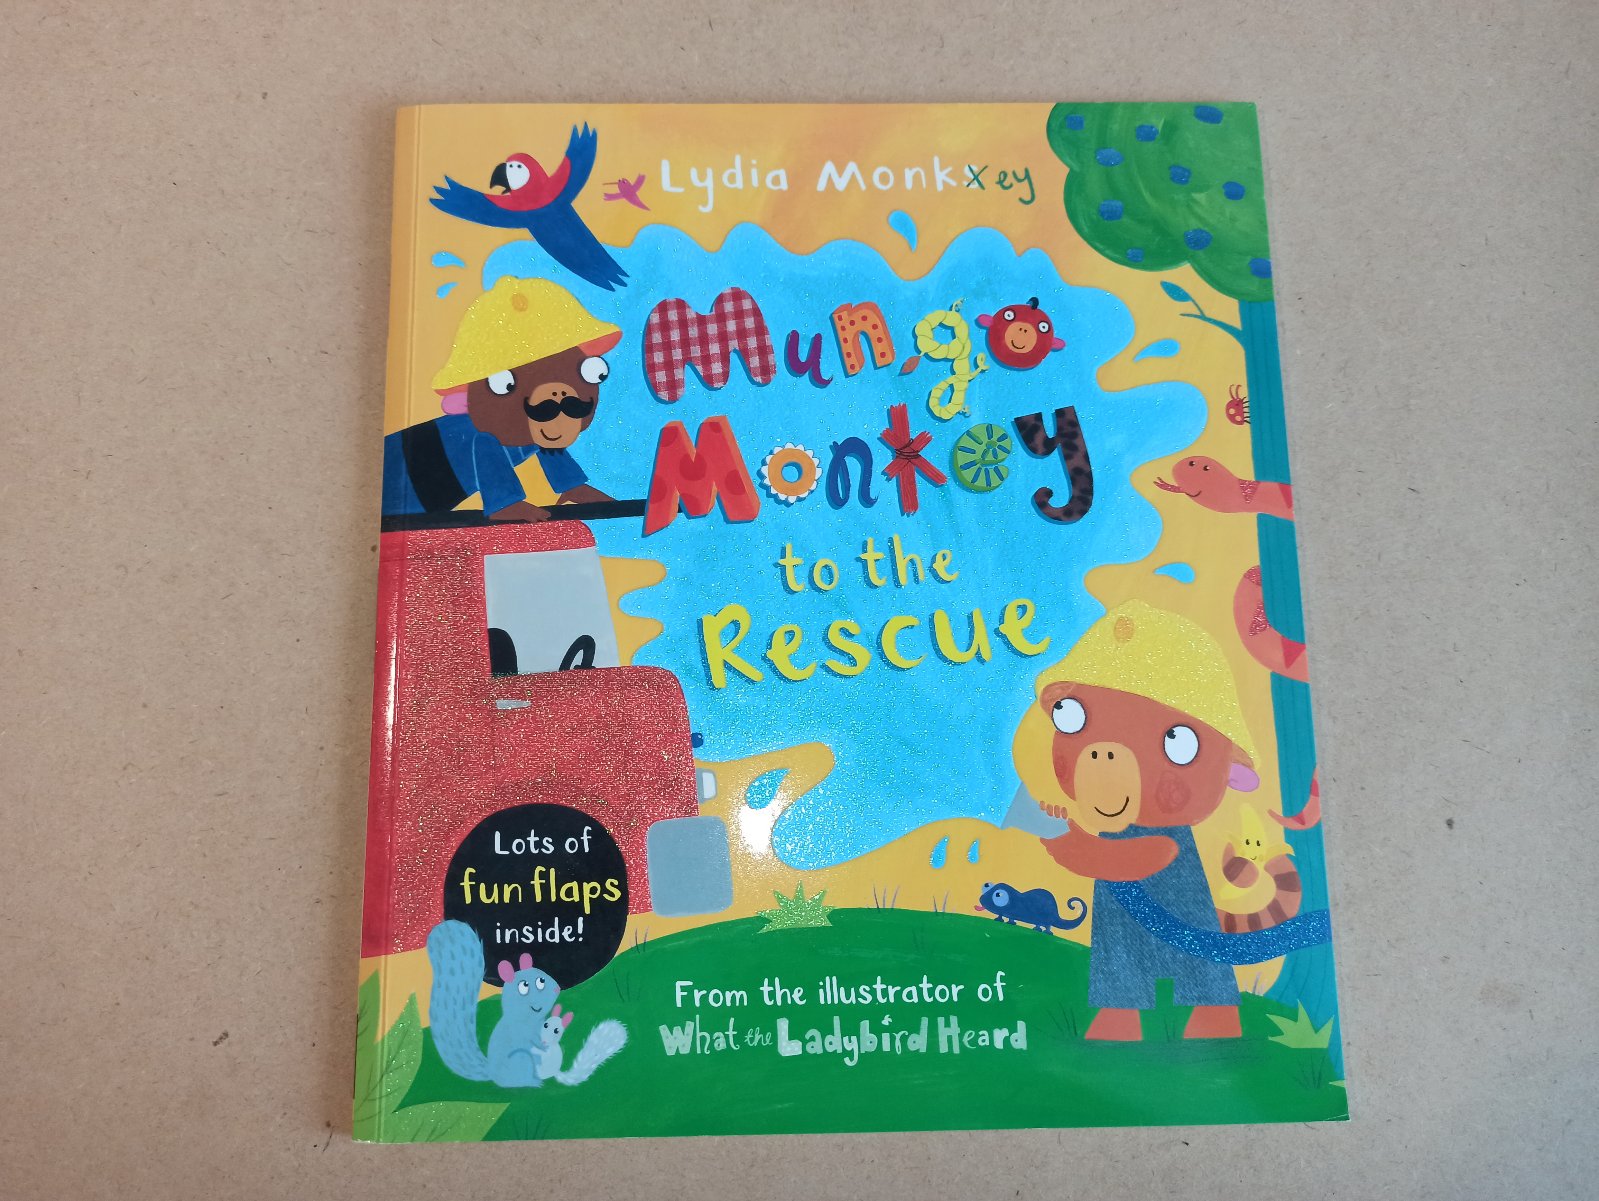 Lydia Monks ey
Mungo
Monkey
to the
Rescue
Lots of
fun flaps
inside!
From the illustrator of
What the Ladybird Heard